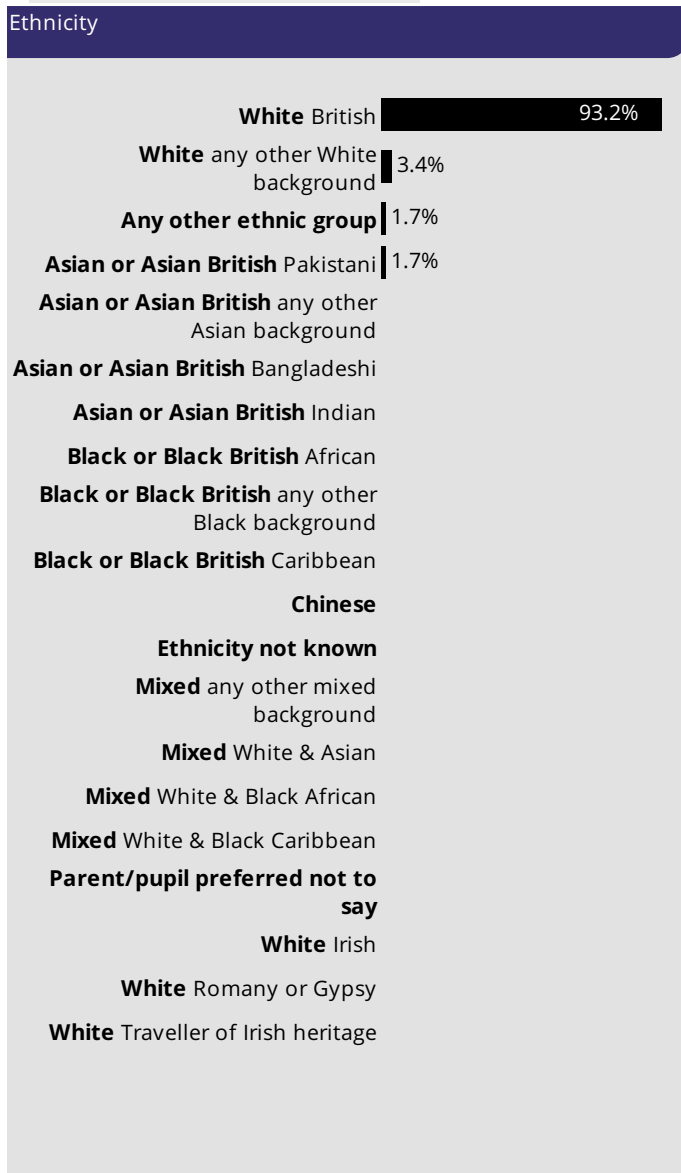 Ethnicity
White British 93.2%
White any other White
background 3.4%
Any other ethnic group 1.7%
Asian or Asian British Pakistani 1.7%
Asian or Asian British any other
Asian background
Asian or Asian British Bangladeshi
Asian or Asian British Indian
Black or Black British African
Black or Black British any other
Black background
Black or Black British Caribbean
Chinese
Ethnicity not known
Mixed any other mixed
background
Mixed White & Asian
Mixed White & Black African
Mixed White & Black Caribbean
Parent/pupil preferred not to
say
White Irish
White Romany or Gypsy
White Traveller of Irish heritage